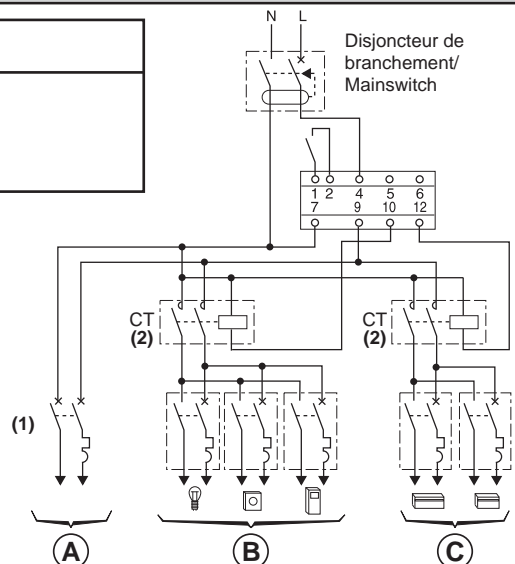 N L
Disjoncteur de
branchement/
Mainswitch
1 2 4 5 6
7 9 10 12
CT
(2)
CT
(2)
(1)
A B C